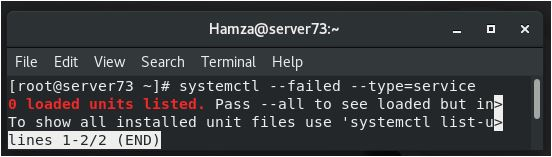 Hamza@server73:~
File Edit View Search Terminal Help
[root@server73 ~]# systemctl --failed --type=service
0 loaded units listed. Pass --all to see loaded but in>
To show all installed unit files use 'systemctl list-u>
lines 1-2/2 (END)